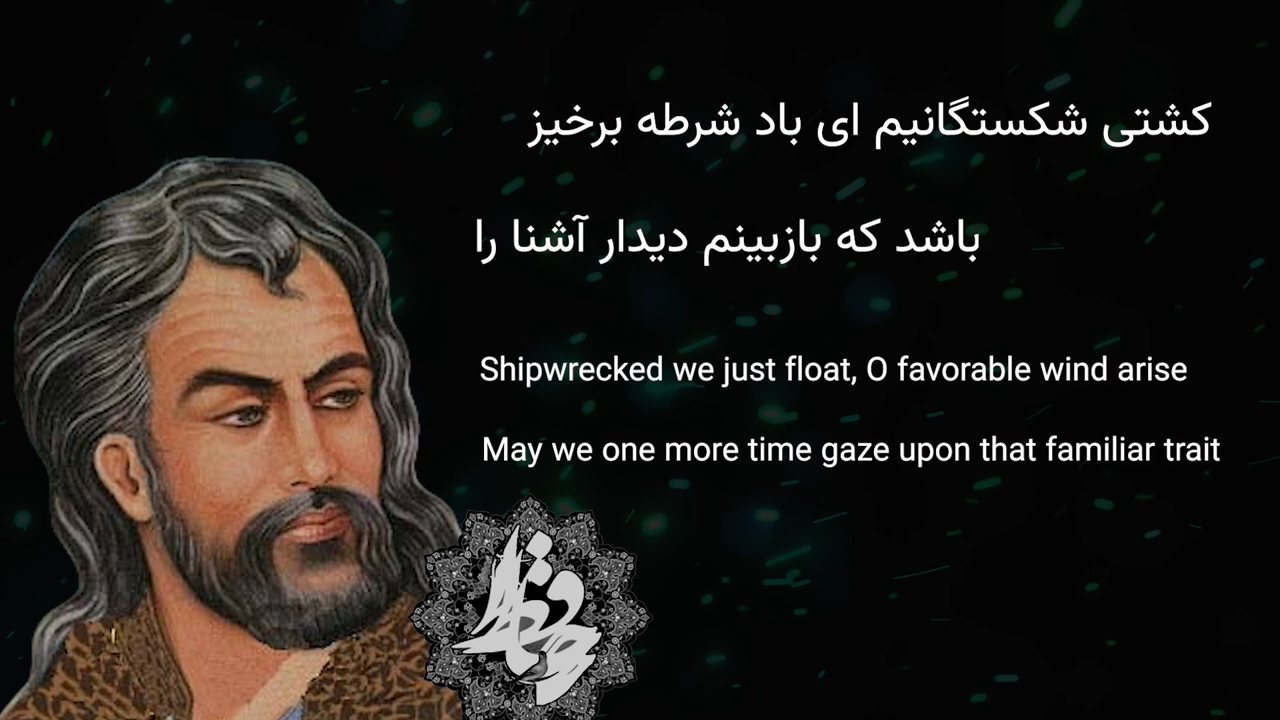 کشتی شکستگانیم ای باد شرطه برخیز
باشد که بازبینم دیدار آشنا را
Shipwrecked we just float, O favorable wind arise
May we one more time gaze upon that familiar trait
حافظ